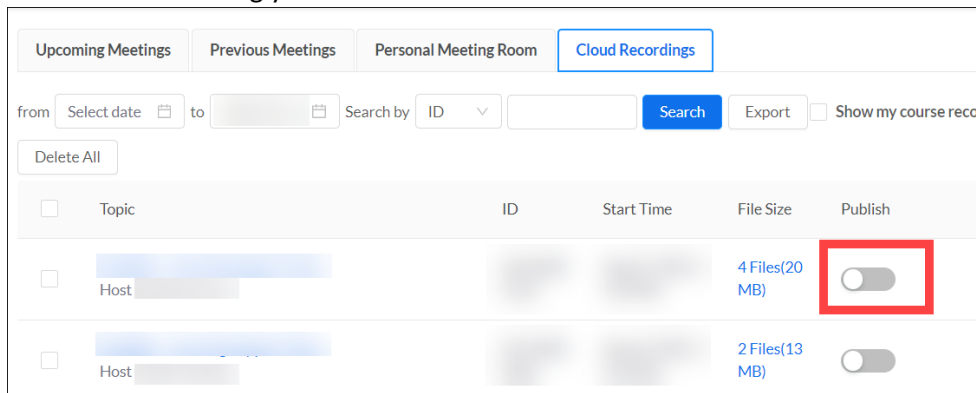 Upcoming Meetings Previous Meetings Personal Meeting Room Cloud Recordings
from Select date to Search by ID Search Export Show my course reco
Delete All
Topic ID Start Time File Size Publish
4 Files(20
Host MB)
2 Files(13
Host MB)